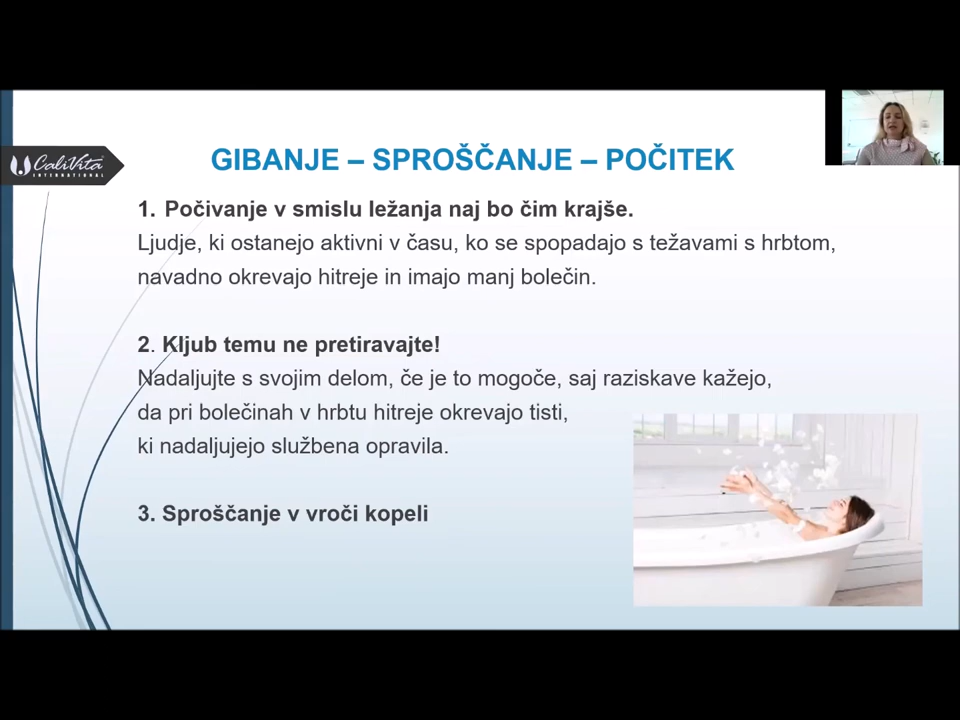 CaliVita
INTERNATIONAL
GIBANJE – SPROŠČANJE – POČITEK
1. Počivanje v smislu ležanja naj bo čim krajše.
Ljudje, ki ostanejo aktivni v času, ko se spopadajo s težavami s hrbtom,
navadno okrevajo hitreje in imajo manj bolečin.
2. Kljub temu ne pretiravajte!
Nadaljujte s svojim delom, če je to mogoče, saj raziskave kažejo,
da pri bolečinah v hrbtu hitreje okrevajo tisti,
ki nadaljujejo službena opravila.
3. Sproščanje v vroči kopeli